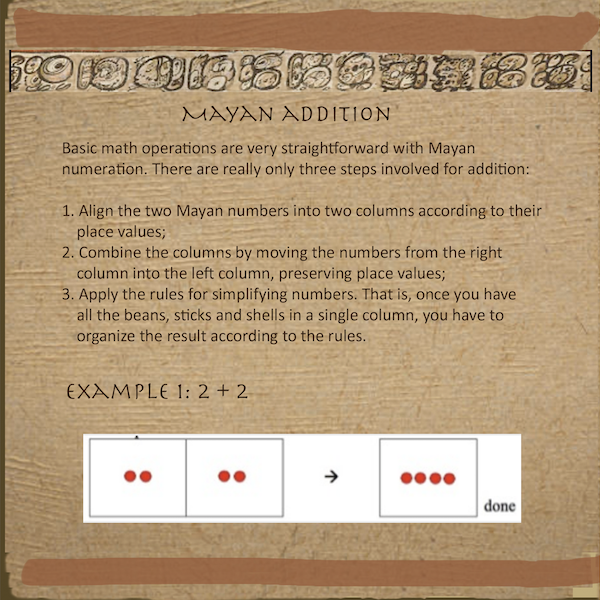 MAYAN ADDITION
Basic math operations are very straightforward with Mayan
numeration. There are really only three steps involved for addition:
1. Align the two Mayan numbers into two columns according to their
place values;
2. Combine the columns by moving the numbers from the right
column into the left column, preserving place values;
3. Apply the rules for simplifying numbers. That is, once you have
all the beans, sticks and shells in a single column, you have to
organize the result according to the rules.
EXAMPLE 1: 2 + 2
→
done